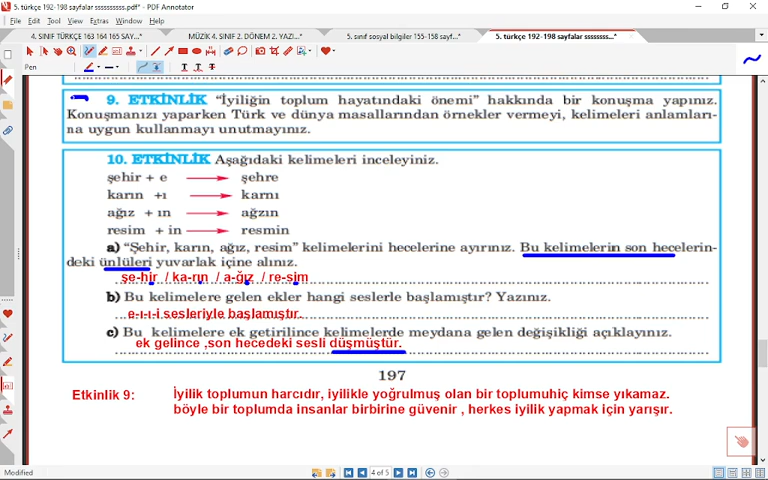 5. türkçe 192-198 sayfalar ssssssssss.pdf* - PDF Annotator
File Edit Tool View Extras Window Help
4. SINIF TÜRKÇE 163 164 165 SAY...*
MÜZİK 4. SINIF 2. DÖNEM 2. YAZI...*
5. sınıf sosyal bilgiler 155-158 sayf...*
5. türkçe 192-198 sayfalar ssssssss...*
Pen
9. ETKİNLİK “İyiliğin toplum hayatındaki önemi” hakkında bir konuşma yapınız.
Konuşmanızı yaparken Türk ve dünya masallarından örnekler vermeyi, kelimeleri anlamları-
na uygun kullanmayı unutmayınız.
10. ETKİNLİK Aşağıdaki kelimeleri inceleyiniz.
şehir + e şehre
karın +ı karnı
ağız + ın ağzın
resim + in resmin
a) “Şehir, karın, ağız, resim” kelimelerini hecelerine ayırınız. Bu kelimelerin son hecelerin-
deki ünlüleri yuvarlak içine alınız.
şe-hir / ka-rın / a-ğız / re-sim
b) Bu kelimelere gelen ekler hangi seslerle başlamıştır? Yazınız.
e-ı-ı-i sesleriyle başlamıştır.
c) Bu kelimelere ek getirilince kelimelerde meydana gelen değişikliği açıklayınız.
ek gelince ,son hecedeki sesli düşmüştür.
197
Etkinlik 9: İyilik toplumun harcıdır, iyilikle yoğrulmuş olan bir toplumuhiç kimse yıkamaz.
böyle bir toplumda insanlar birbirine güvenir , herkes iyilik yapmak için yarışır.
Modified
4 of 5